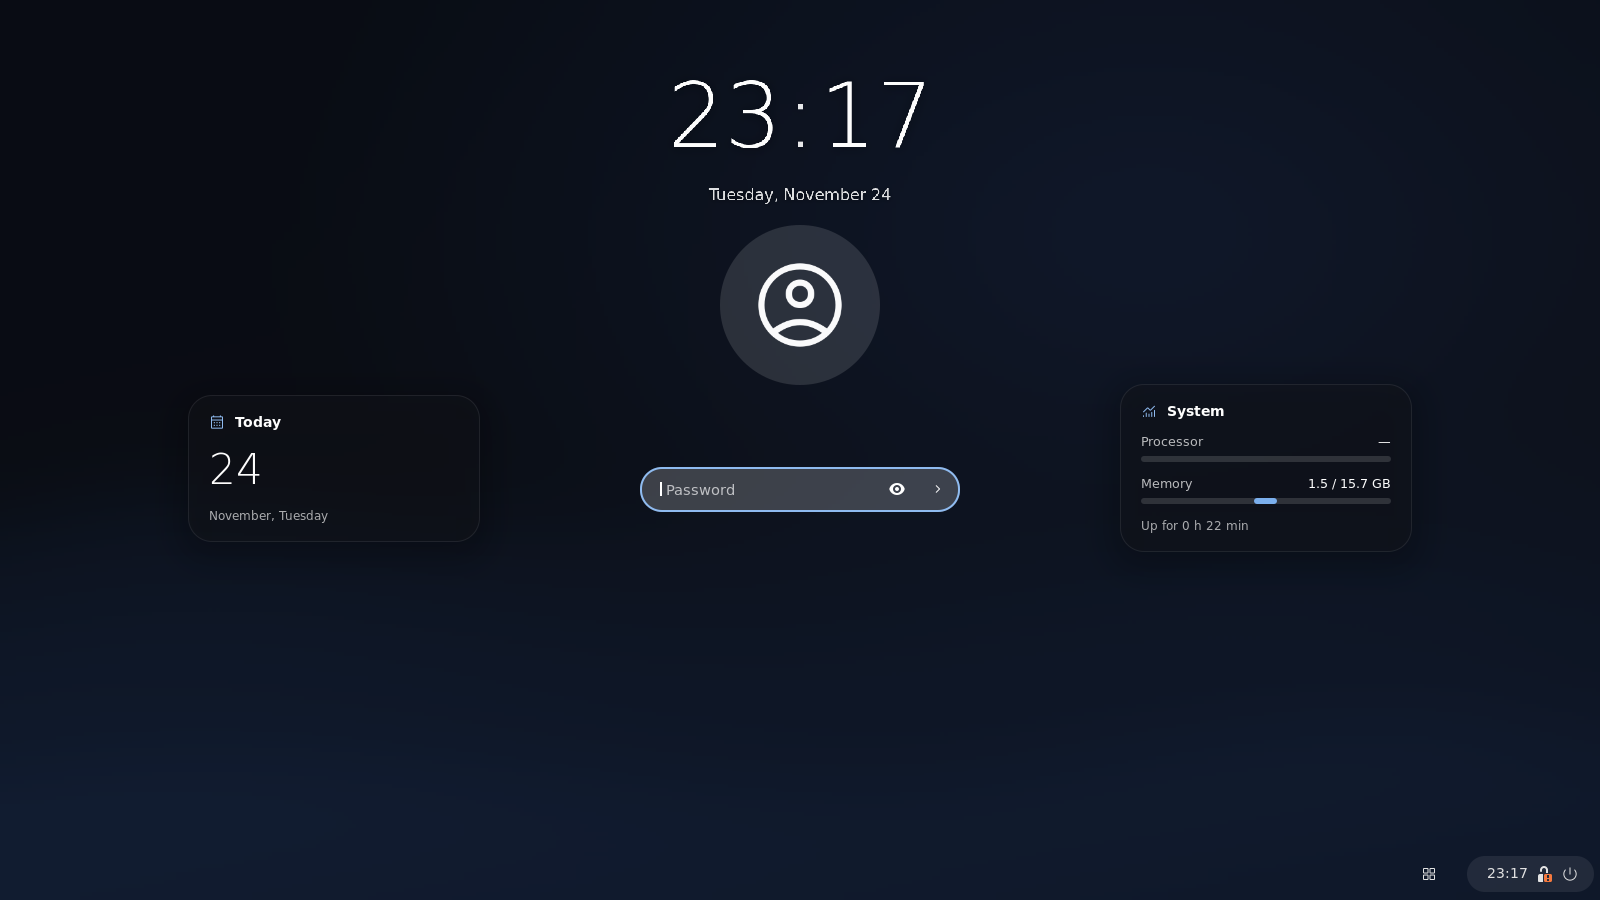 23:17
Tuesday, November 24
Today
24
November, Tuesday
Password
System
Processor —
Memory 1.5 / 15.7 GB
Up for 0 h 22 min
23:17